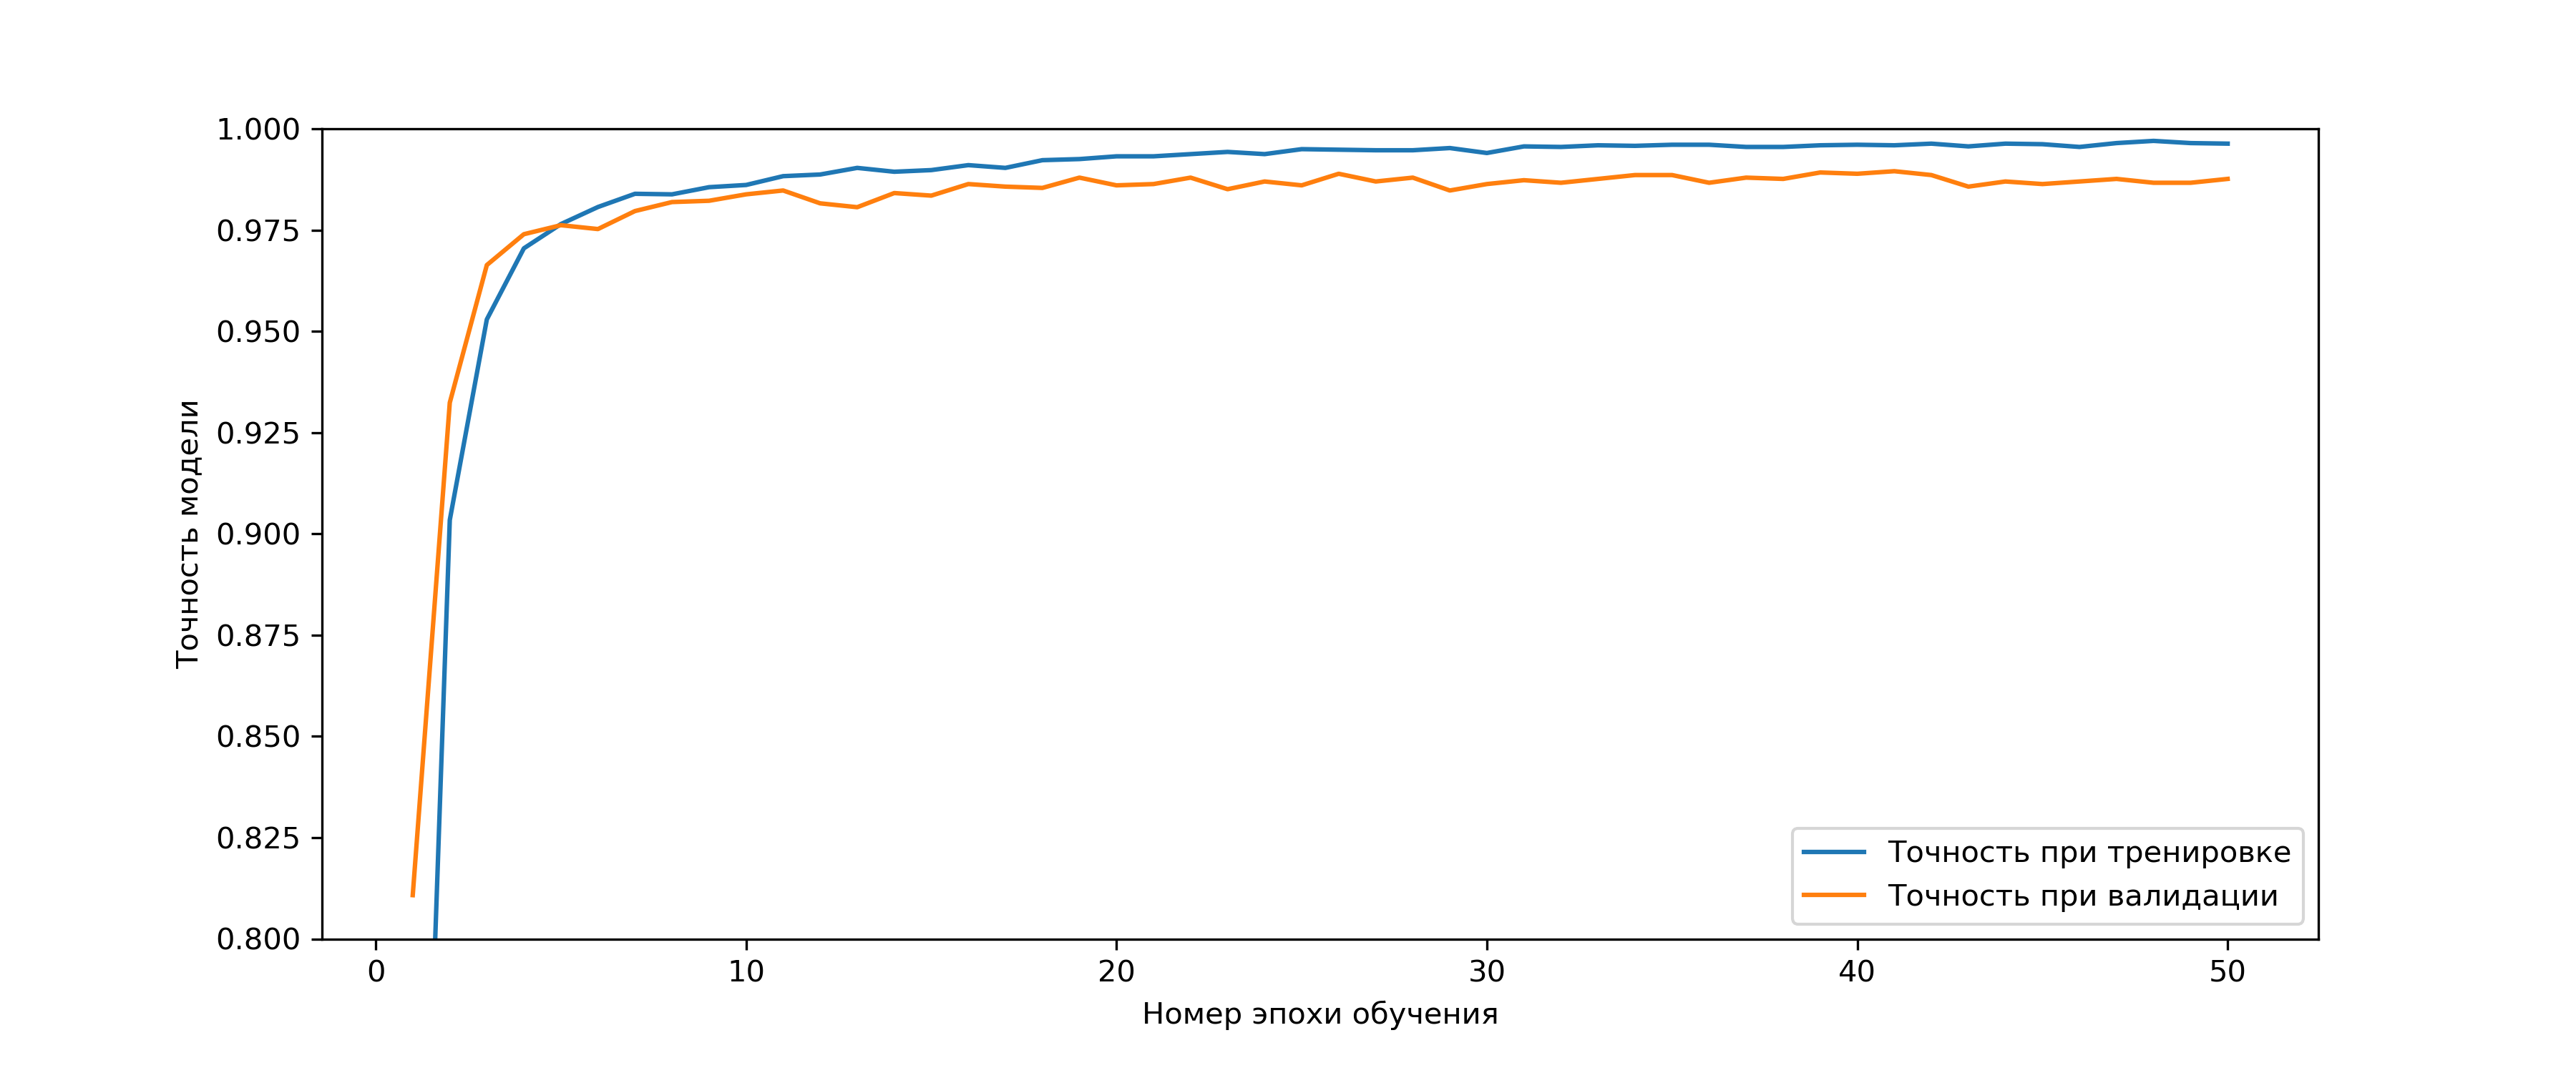 1.000
0.975
0.950
0.925
0.900
0.875
0.850
0.825
0.800
Точность модели
0 10 20 30 40 50
Номер эпохи обучения
Точность при тренировке
Точность при валидации